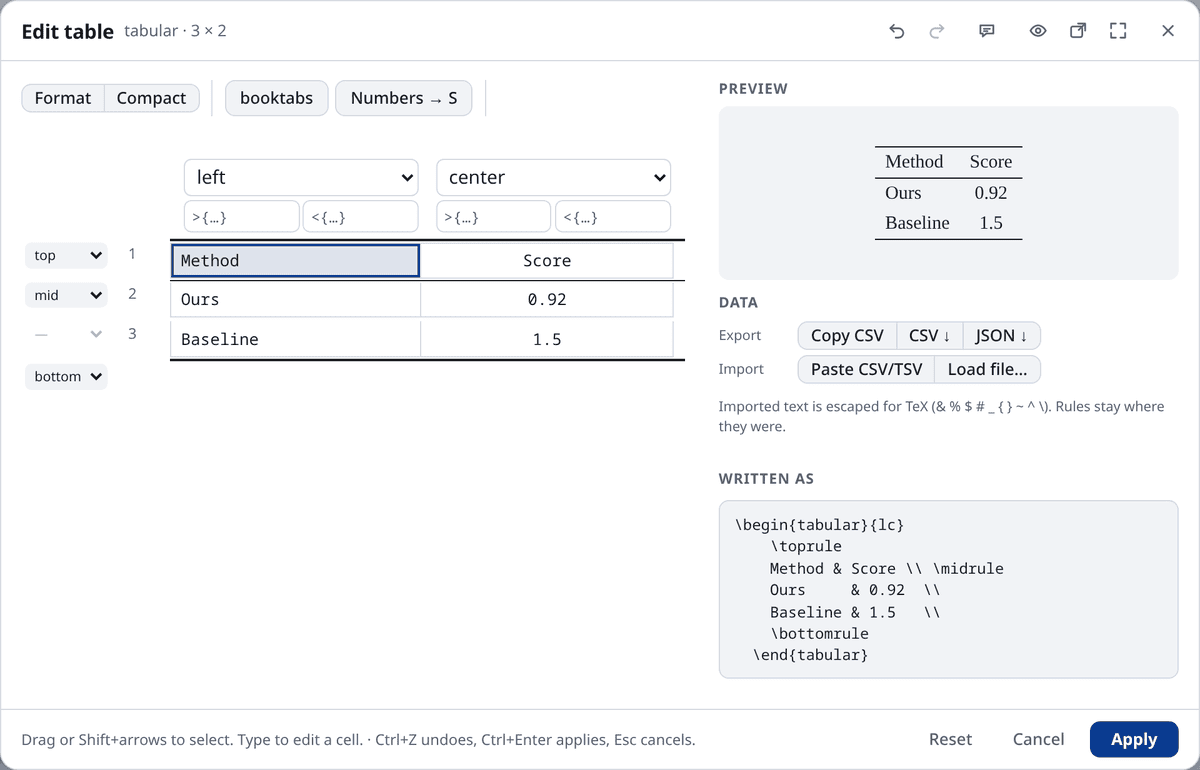 Edit table tabular · 3 × 2
Format Compact booktabs Numbers → S
left center
>{…} <{…} >{…} <{…}
top 1 Method Score
mid 2 Ours 0.92
— 3 Baseline 1.5
bottom
PREVIEW
Method Score
Ours 0.92
Baseline 1.5
DATA
Export Copy CSV CSV ↓ JSON ↓
Import Paste CSV/TSV Load file…
Imported text is escaped for TeX (& % $ # _ { } ~ ^ \). Rules stay where
they were.
WRITTEN AS
\begin{tabular}{lc}
    \toprule
    Method & Score \\ \midrule
    Ours     & 0.92  \\
    Baseline & 1.5   \\
    \bottomrule
  \end{tabular}
Drag or Shift+arrows to select. Type to edit a cell. · Ctrl+Z undoes, Ctrl+Enter applies, Esc cancels.
Reset Cancel Apply